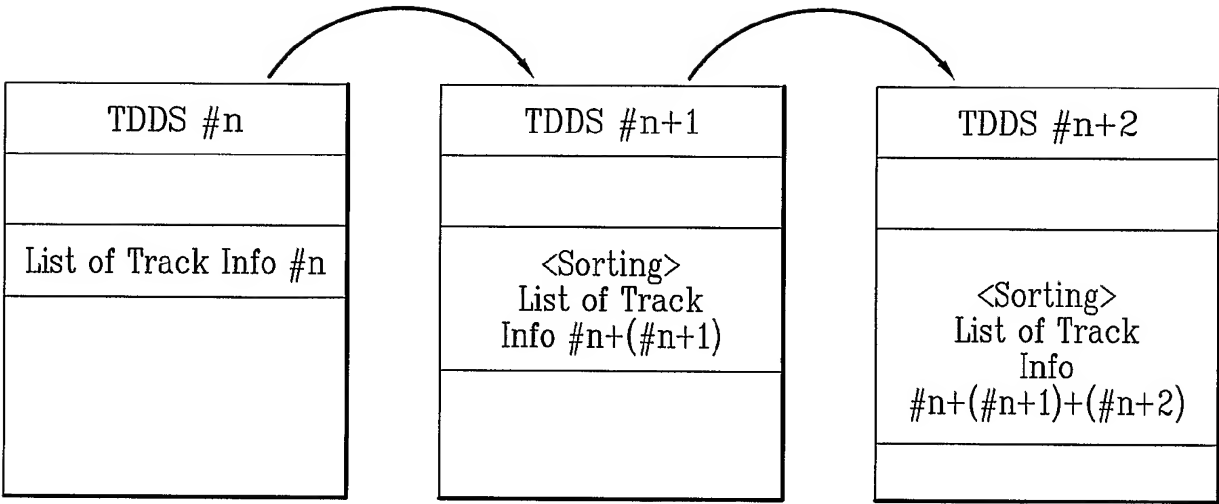 TDDS #n
List of Track Info #n
TDDS #n+1
<Sorting>
List of Track
Info #n+(#n+1)
TDDS #n+2
<Sorting>
List of Track
Info
#n+(#n+1)+(#n+2)